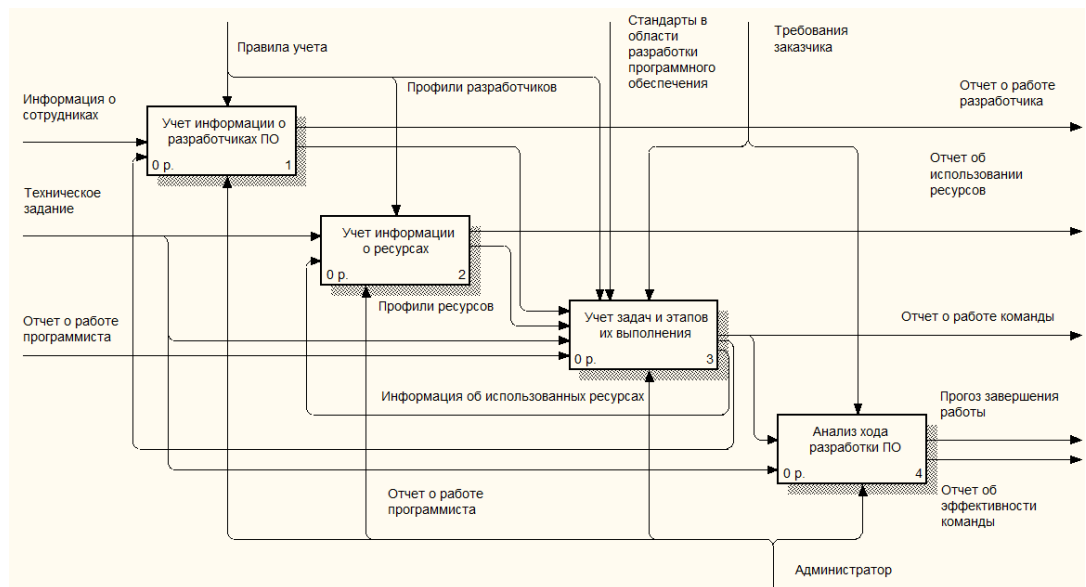 Правила учета
Стандарты в
области
разработки
программного
обеспечения
Требования
заказчика
Информация о
сотрудниках
Профили разработчиков
Отчет о работе
разработчика
Учет информации о
разработчиках ПО
0 р.
1
Отчет об
использовании
ресурсов
Техническое
задание
Учет информации
о ресурсах
0 р.
2
Профили ресурсов
Отчет о работе
программиста
Учет задач и этапов
их выполнения
0 р.
3
Отчет о работе команды
Информация об использованных ресурсах
Прогоз завершения
работы
Анализ хода
разработки ПО
0 р.
4
Отчет о работе
программиста
Отчет об
эффективности
команды
Администратор